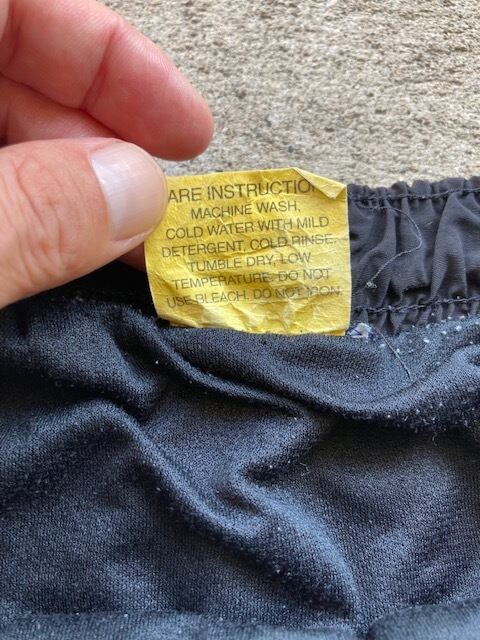 ARE INSTRUCTION
MACHINE WASH,
COLD WATER WITH MILD
DETERGENT, COLD RINSE.
TUMBLE DRY, LOW
TEMPERATURE. DO NOT
USE BLEACH. DO NOT IRON.